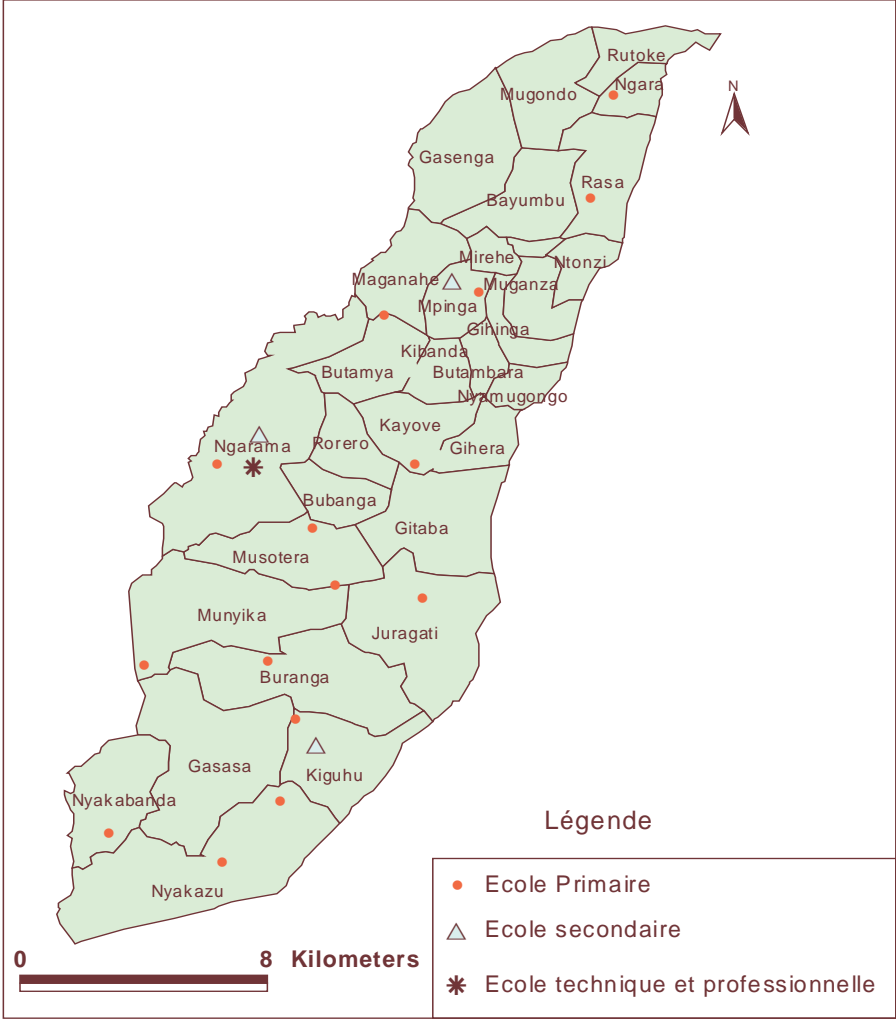 Rutoke
Ngara
N
Mugondo
Gasenga
Rasa
Bayumbu
Mirehe
Ntonzi
Maganahe
Muganza
Mpinga
Gihinga
Kibanda
Butamya
Butambara
Nyamugongo
Kayove
Ngarama
Rorero
Gihera
Bubanga
Gitaba
Musotera
Munyika
Juragati
Buranga
Gasasa
Kiguhu
Nyakabanda
Nyakazu
Légende
Ecole Primaire
Ecole secondaire
Ecole technique et professionnelle
0 8 Kilometers